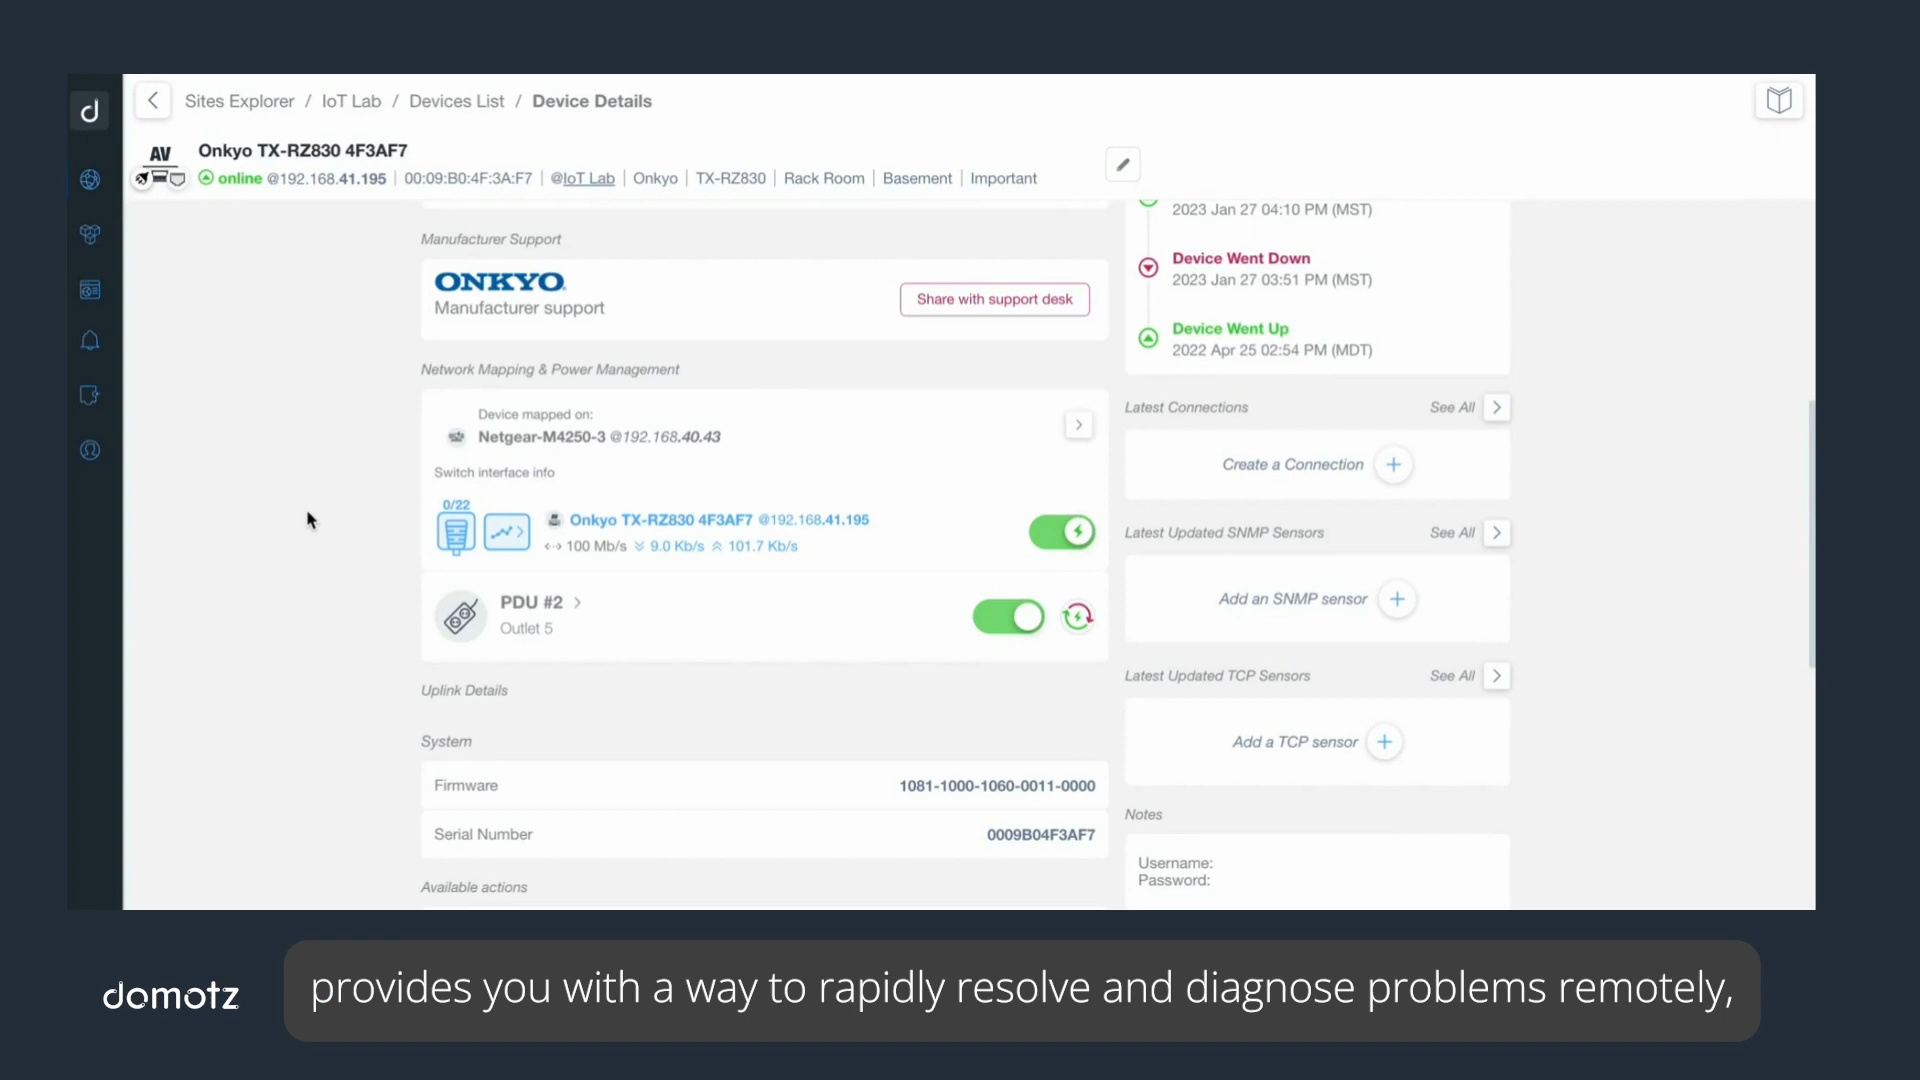 d
Sites Explorer / IoT Lab / Devices List / Device Details
AV
Onkyo TX-RZ830 4F3AF7
online @192.168.41.195 | 00:09:B0:4F:3A:F7 | @IoT Lab | Onkyo | TX-RZ830 | Rack Room | Basement | Important
Manufacturer Support
ONKYO
Manufacturer support
Share with support desk
Network Mapping & Power Management
Device mapped on:
Netgear-M4250-3 @192.168.40.43
Switch interface info
0/22
Onkyo TX-RZ830 4F3AF7 @192.168.41.195
100 Mb/s 9.0 Kb/s 101.7 Kb/s
PDU #2
Outlet 5
Uplink Details
System
Firmware 1081-1000-1060-0011-0000
Serial Number 0009B04F3AF7
Available actions
2023 Jan 27 04:10 PM (MST)
Device Went Down
2023 Jan 27 03:51 PM (MST)
Device Went Up
2022 Apr 25 02:54 PM (MDT)
Latest Connections See All
Create a Connection +
Latest Updated SNMP Sensors See All
Add an SNMP sensor +
Latest Updated TCP Sensors See All
Add a TCP sensor +
Notes
Username:
Password:
domotz
provides you with a way to rapidly resolve and diagnose problems remotely,